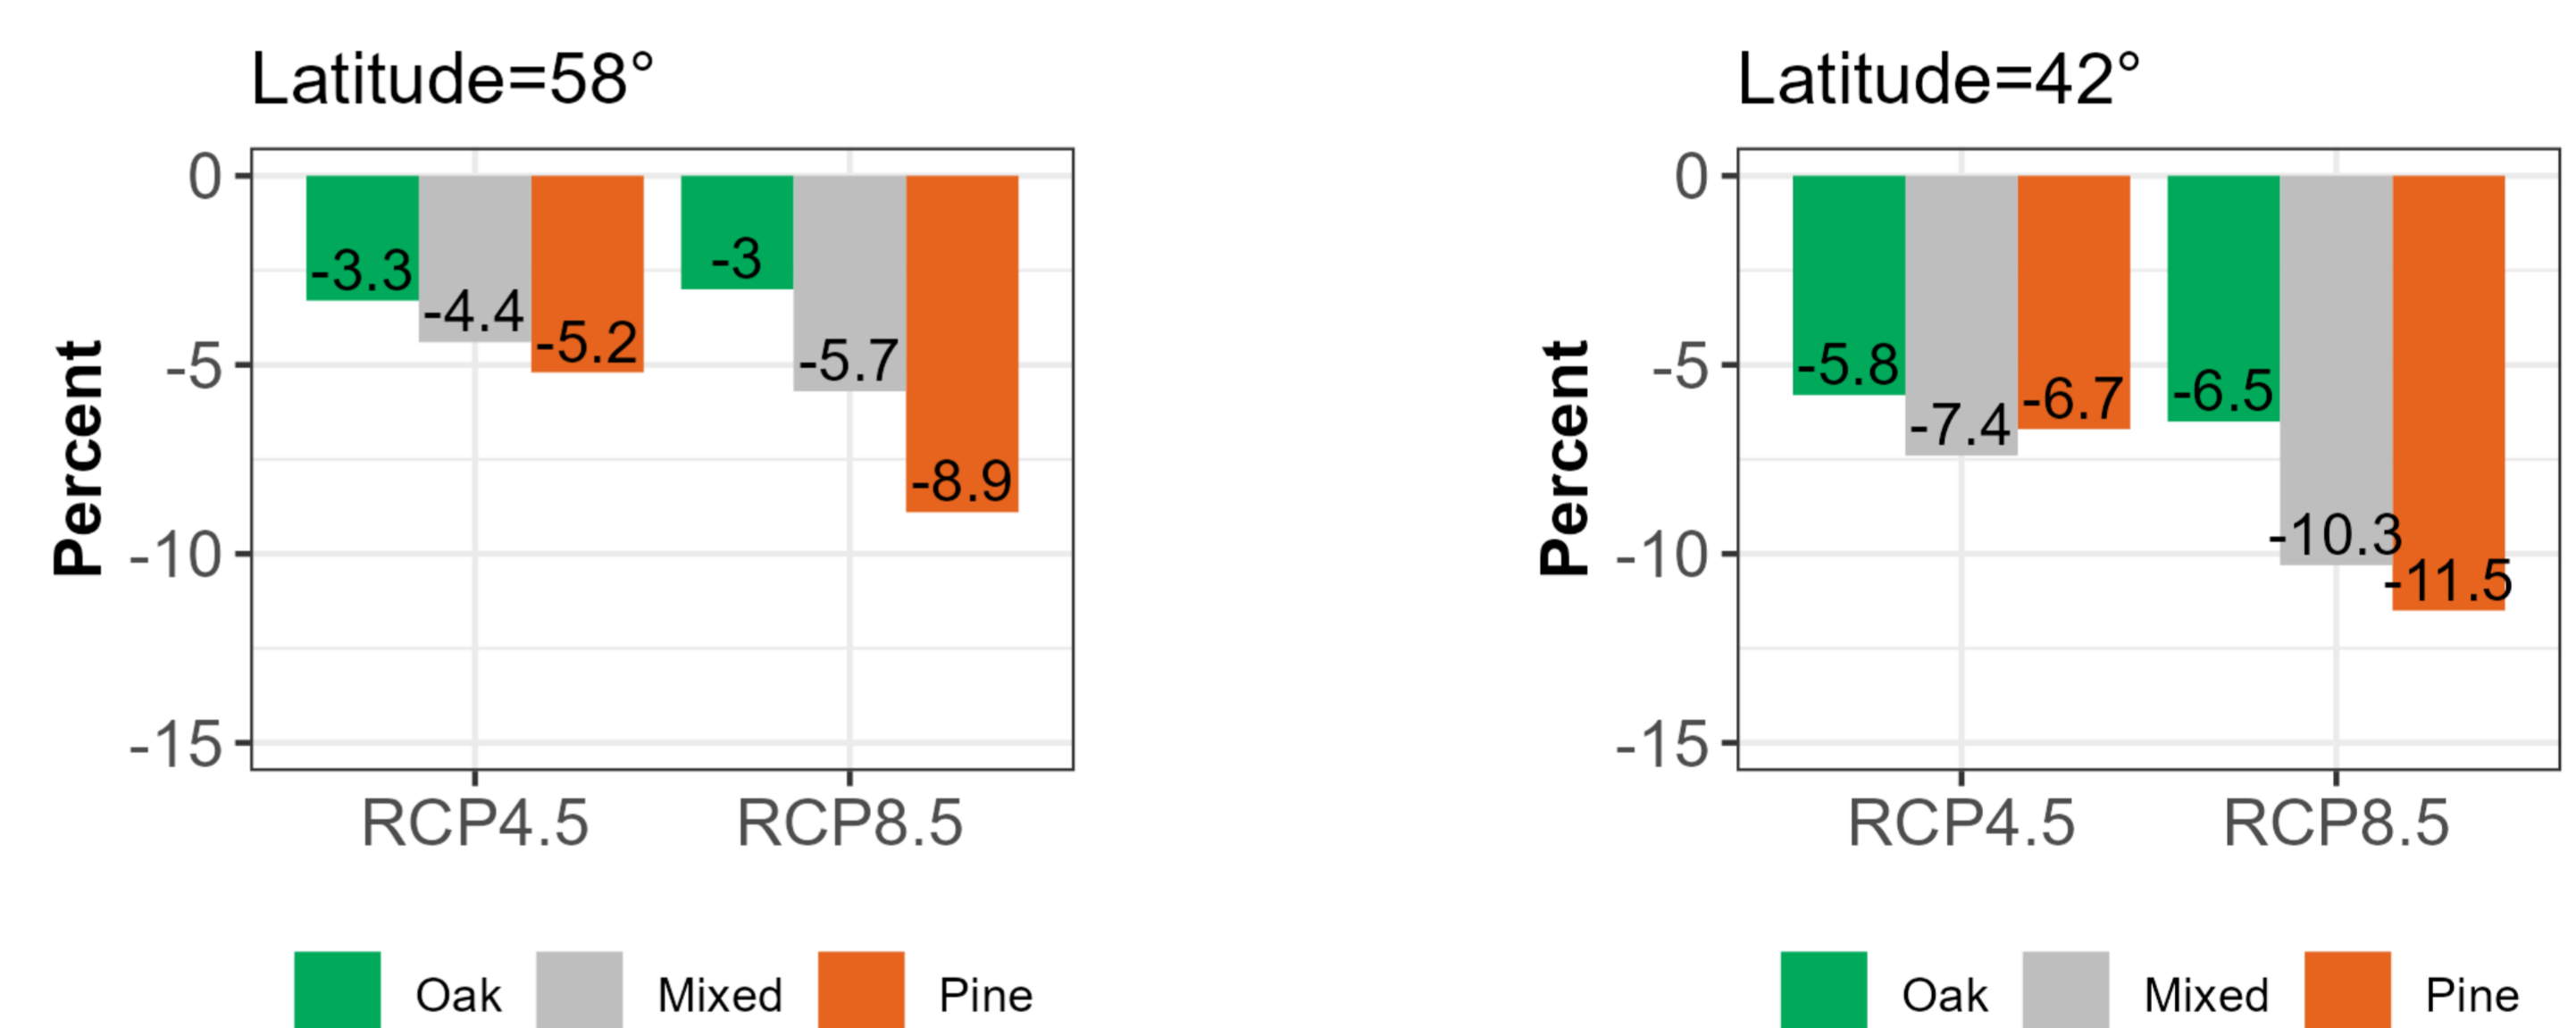 Latitude=58°
Percent
0
-5
-10
-15
-3.3
-4.4
-5.2
-3
-5.7
-8.9
RCP4.5 RCP8.5
Oak Mixed Pine
Latitude=42°
Percent
0
-5
-10
-15
-5.8
-7.4
-6.7
-6.5
-10.3
-11.5
RCP4.5 RCP8.5
Oak Mixed Pine